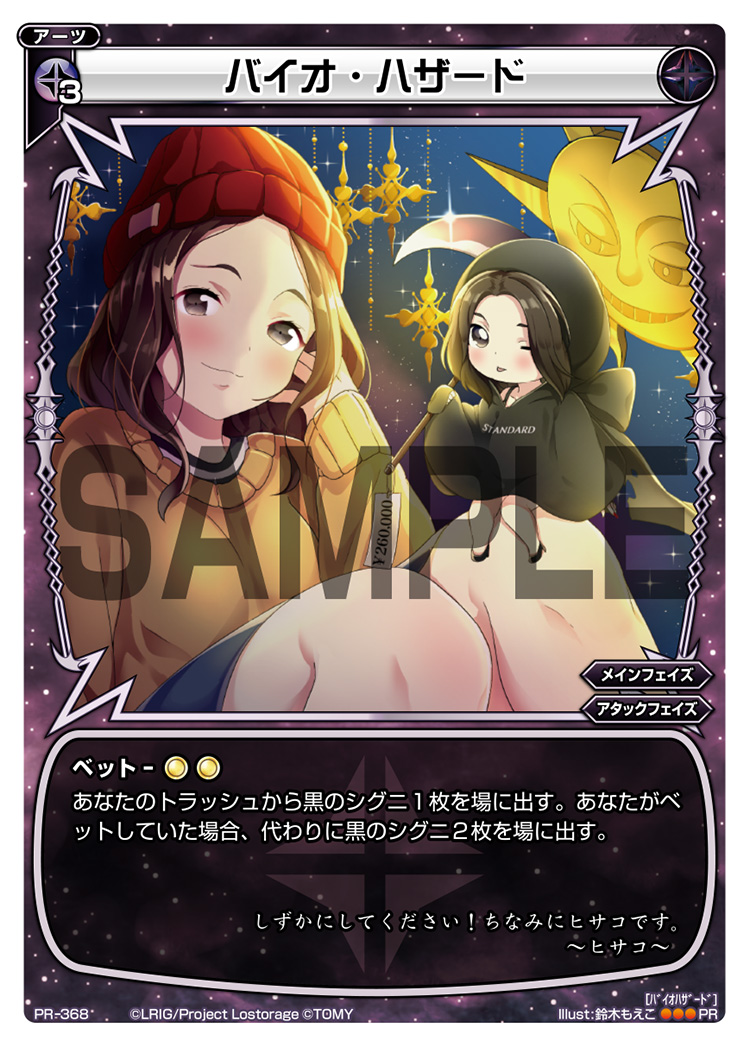 アーツ
3
バイオ・ハザード
STANDARD
¥260,000
SAMPLE
メインフェイズ
アタックフェイズ
ベット-
あなたのトラッシュから黒のシグニ1枚を場に出す。あなたがベ
ットしていた場合、代わりに黒のシグニ2枚を場に出す。
しずかにしてください!ちなみにヒサコです。
～ヒサコ～
[バイオハザード]
PR-368 ©LRIG/Project Lostorage ©TOMY Illust:鈴木もえこ PR